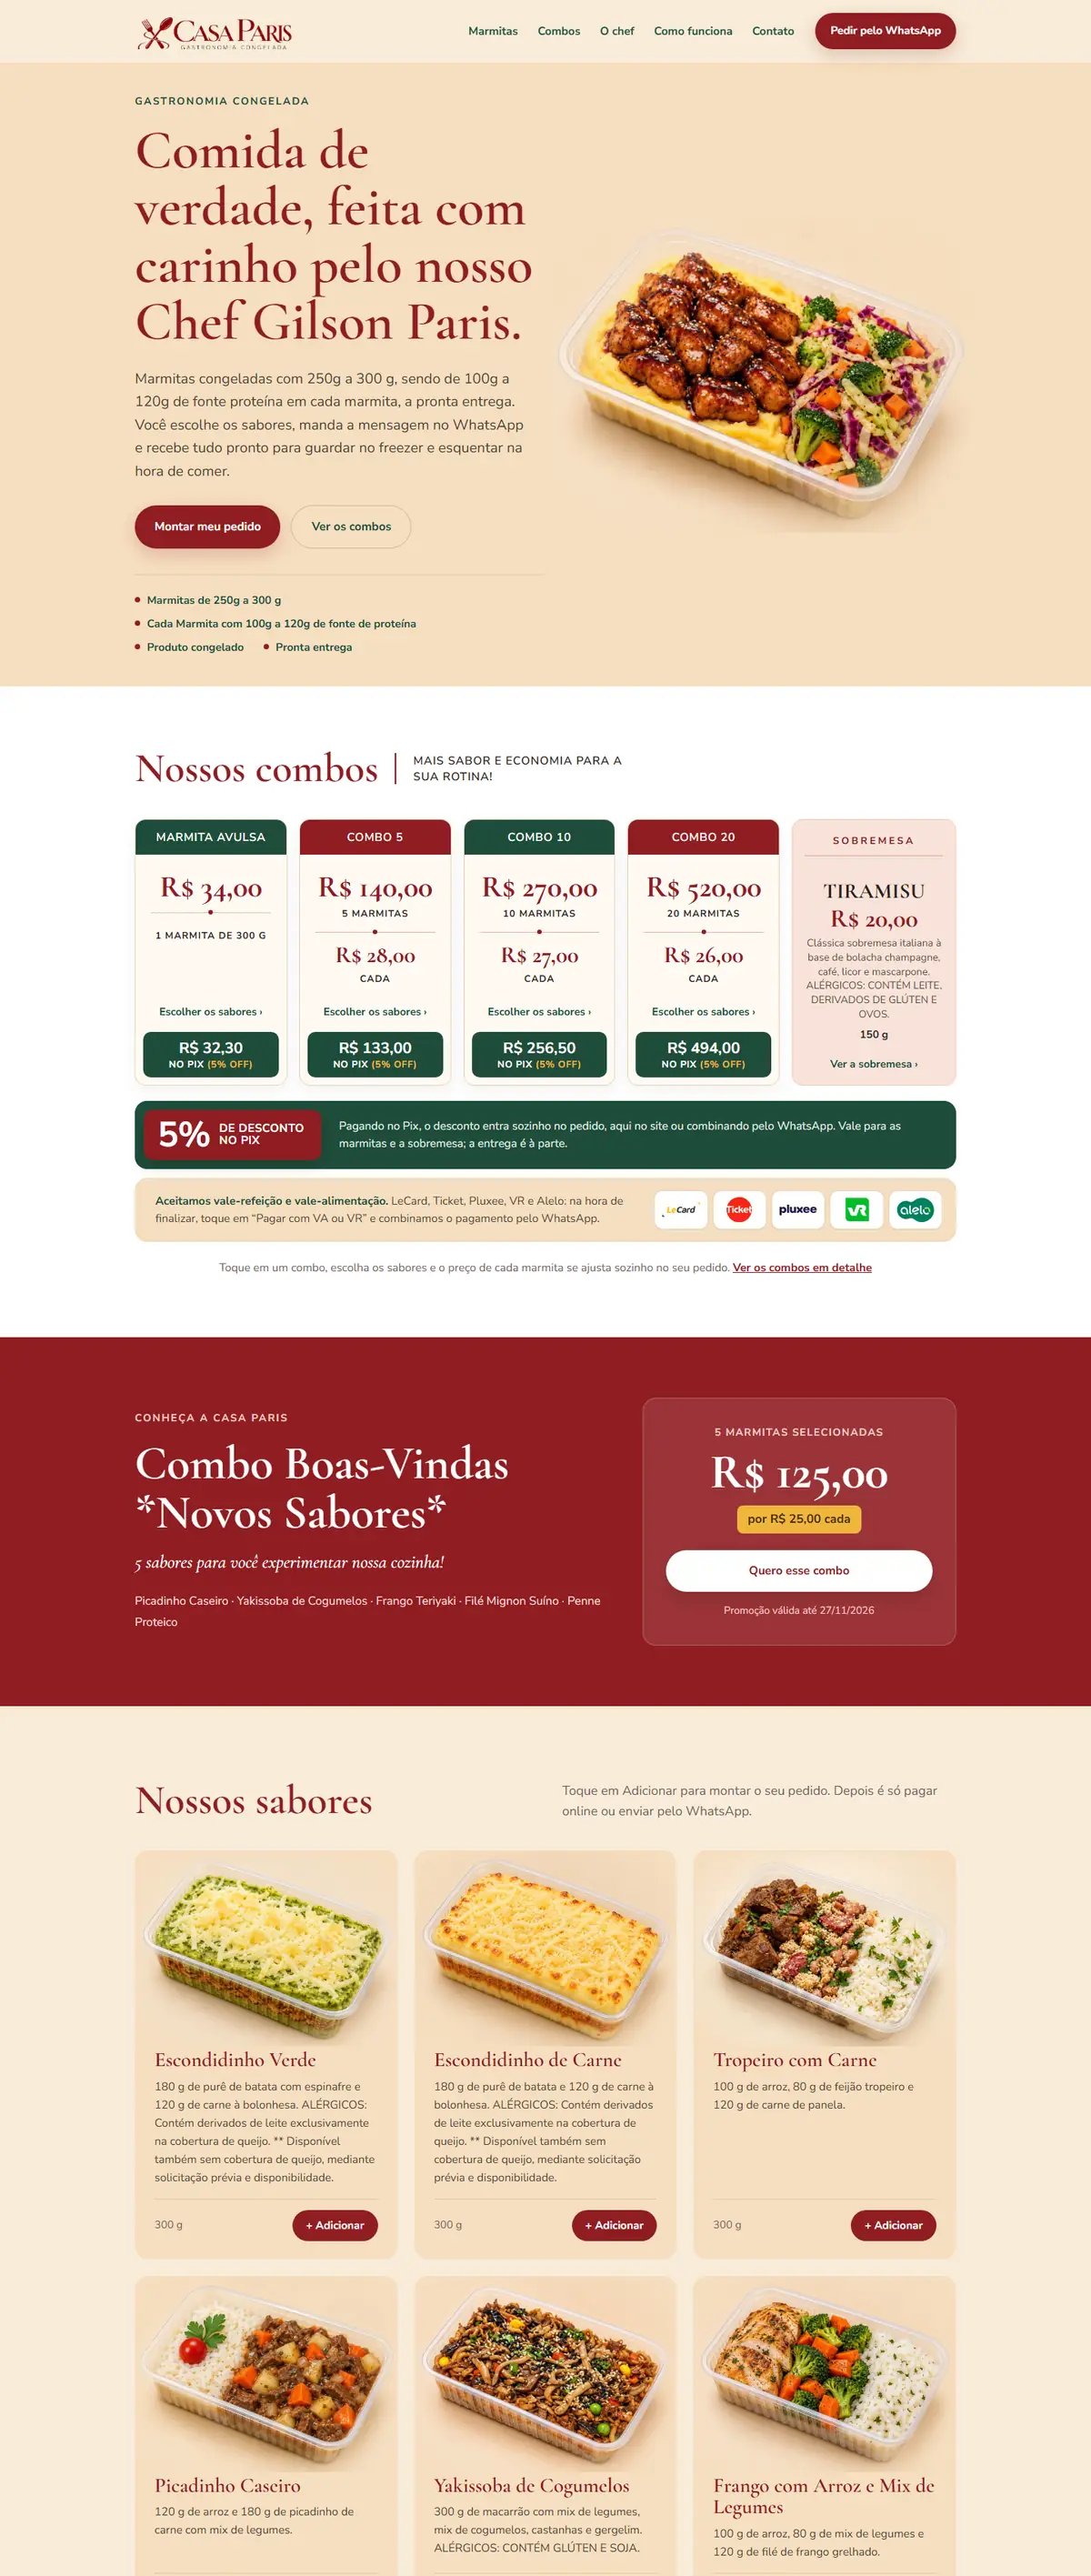 CASA PARIS
GASTRONOMIA CONGELADA
Marmitas
Combos
O chef
Como funciona
Contato
Pedir pelo WhatsApp
GASTRONOMIA CONGELADA
Comida de
verdade, feita com
carinho pelo nosso
Chef Gilson Paris.
Marmitas congeladas com 250g a 300 g, sendo de 100g a
120g de fonte proteína em cada marmita, a pronta entrega.
Você escolhe os sabores, manda a mensagem no WhatsApp
e recebe tudo pronto para guardar no freezer e esquentar na
hora de comer.
Montar meu pedido
Ver os combos
Marmitas de 250g a 300 g
Cada Marmita com 100g a 120g de fonte de proteína
Produto congelado
Pronta entrega
Nossos combos
MAIS SABOR E ECONOMIA PARA A
SUA ROTINA!
MARMITA AVULSA
R$ 34,00
1 MARMITA DE 300 G
Escolher os sabores ›
R$ 32,30
NO PIX (5% OFF)
COMBO 5
R$ 140,00
5 MARMITAS
R$ 28,00
CADA
Escolher os sabores ›
R$ 133,00
NO PIX (5% OFF)
COMBO 10
R$ 270,00
10 MARMITAS
R$ 27,00
CADA
Escolher os sabores ›
R$ 256,50
NO PIX (5% OFF)
COMBO 20
R$ 520,00
20 MARMITAS
R$ 26,00
CADA
Escolher os sabores ›
R$ 494,00
NO PIX (5% OFF)
SOBREMESA
TIRAMISU
R$ 20,00
Clássica sobremesa italiana à
base de bolacha champagne,
café, licor e mascarpone.
ALÉRGICOS: CONTÉM LEITE,
DERIVADOS DE GLÚTEN E
OVOS.
150 g
Ver a sobremesa ›
5%
DE DESCONTO
NO PIX
Pagando no Pix, o desconto entra sozinho no pedido, aqui no site ou combinando pelo WhatsApp. Vale para as
marmitas e a sobremesa; a entrega é à parte.
Aceitamos vale-refeição e vale-alimentação. LeCard, Ticket, Pluxee, VR e Alelo: na hora de
finalizar, toque em “Pagar com VA ou VR” e combinamos o pagamento pelo WhatsApp.
LeCard
Ticket
pluxee
VR
alelo
Toque em um combo, escolha os sabores e o preço de cada marmita se ajusta sozinho no seu pedido. Ver os combos em detalhe
CONHEÇA A CASA PARIS
Combo Boas-Vindas
*Novos Sabores*
5 sabores para você experimentar nossa cozinha!
Picadinho Caseiro · Yakissoba de Cogumelos · Frango Teriyaki · Filé Mignon Suíno · Penne
Proteico
5 MARMITAS SELECIONADAS
R$ 125,00
por R$ 25,00 cada
Quero esse combo
Promoção válida até 27/11/2026
Nossos sabores
Toque em Adicionar para montar o seu pedido. Depois é só pagar
online ou enviar pelo WhatsApp.
Escondidinho Verde
180 g de purê de batata com espinafre e
120 g de carne à bolonhesa. ALÉRGICOS:
Contém derivados de leite exclusivamente
na cobertura de queijo. ** Disponível
também sem cobertura de queijo, mediante
solicitação prévia e disponibilidade.
300 g
+ Adicionar
Escondidinho de Carne
180 g de purê de batata e 120 g de carne à
bolonhesa. ALÉRGICOS: Contém derivados
de leite exclusivamente na cobertura de
queijo. ** Disponível também sem
cobertura de queijo, mediante solicitação
prévia e disponibilidade.
300 g
+ Adicionar
Tropeiro com Carne
100 g de arroz, 80 g de feijão tropeiro e
120 g de carne de panela.
300 g
+ Adicionar
Picadinho Caseiro
120 g de arroz e 180 g de picadinho de
carne com mix de legumes.
Yakissoba de Cogumelos
300 g de macarrão com mix de legumes,
mix de cogumelos, castanhas e gergelim.
ALÉRGICOS: CONTÉM GLÚTEN E SOJA.
Frango com Arroz e Mix de
Legumes
100 g de arroz, 80 g de mix de legumes e
120 g de filé de frango grelhado.